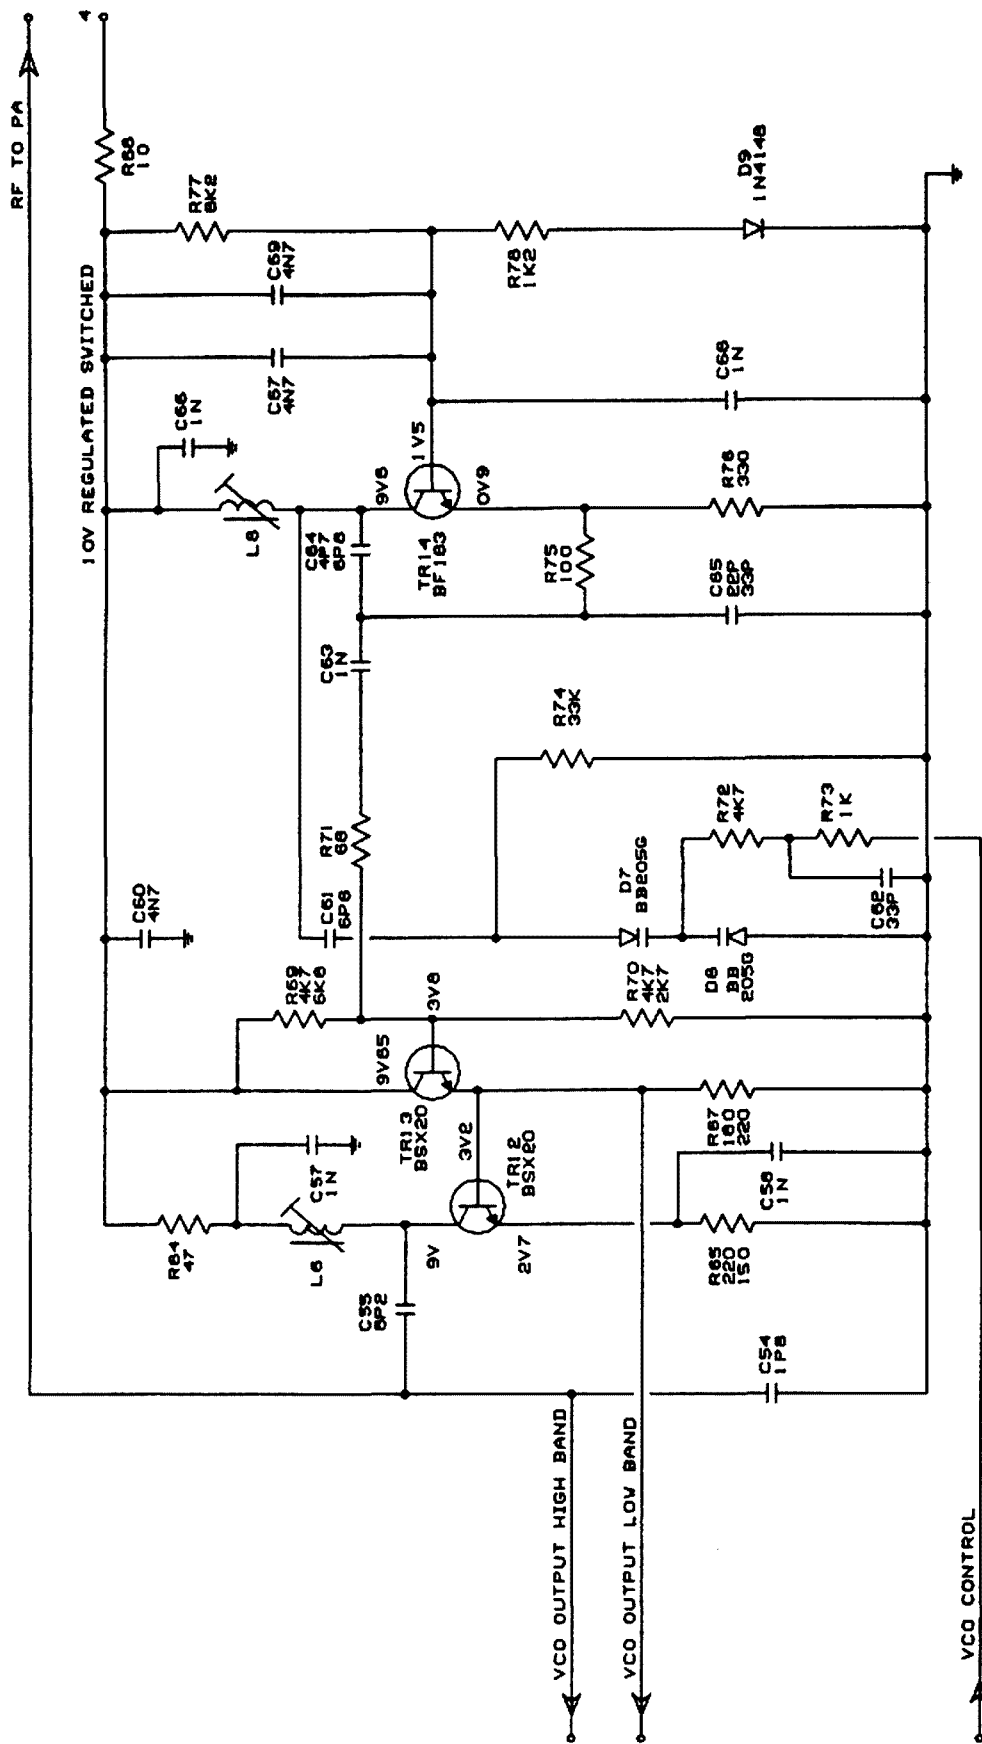 RF TO PA
4
10V REGULATED SWITCHED
R68
10
R77
8K2
C69
4N7
C67
4N7
C66
1N
L8
R78
1K2
D9
1N4148
C68
1N
9V8
1V5
0V9
TR14
BF183
C64
4P7
6P8
R76
330
R75
100
C65
22P
33P
C63
1N
R74
33K
R71
68
C61
6P8
C60
4N7
D7
BB205G
R72
4K7
R73
1K
C62
33P
D8
BB
205G
R69
4K7
6K8
3V8
R70
4K7
2K7
9V85
TR13
BSX20
3V2
TR12
BSX20
R67
180
220
C57
1N
C58
1N
R64
47
L6
9V
2V7
R65
220
150
C55
8P2
C54
1P8
VCO OUTPUT HIGH BAND
VCO OUTPUT LOW BAND
VCO CONTROL